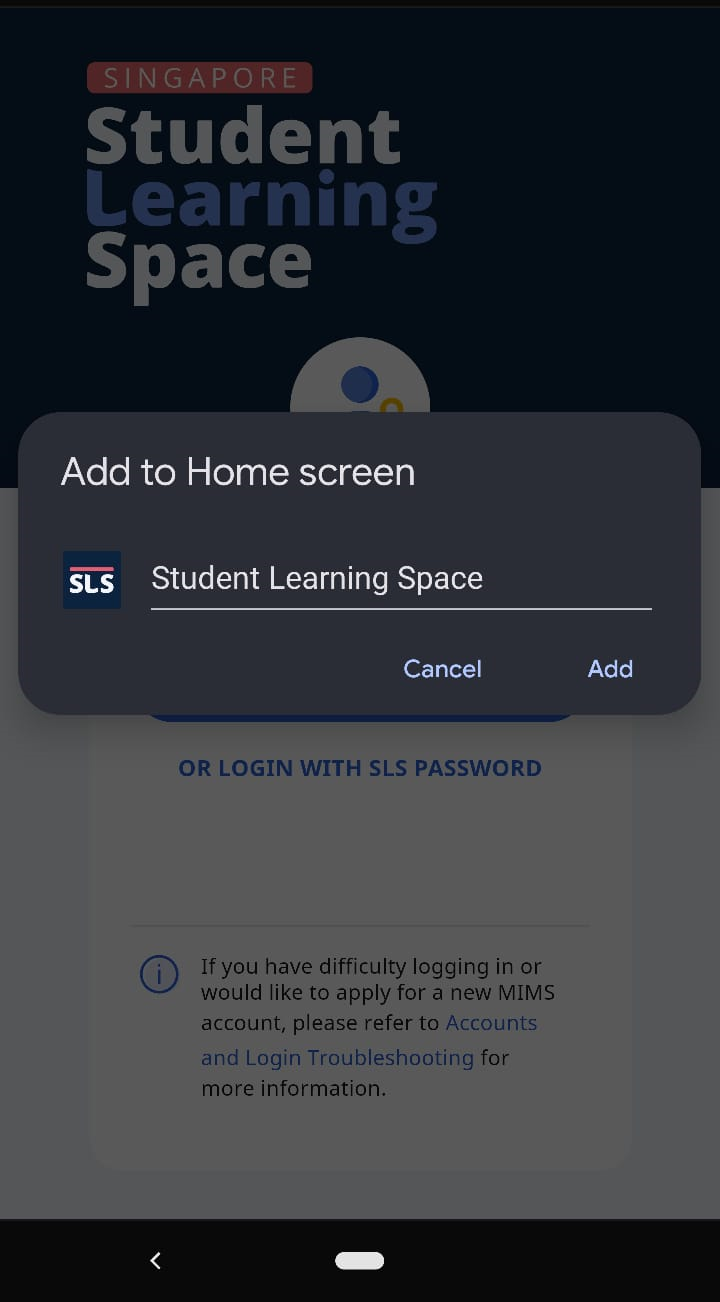 SINGAPORE
Student
Learning
Space
Add to Home screen
SLS
Student Learning Space
Cancel
Add
OR LOGIN WITH SLS PASSWORD
If you have difficulty logging in or
would like to apply for a new MIMS
account, please refer to Accounts
and Login Troubleshooting for
more information.